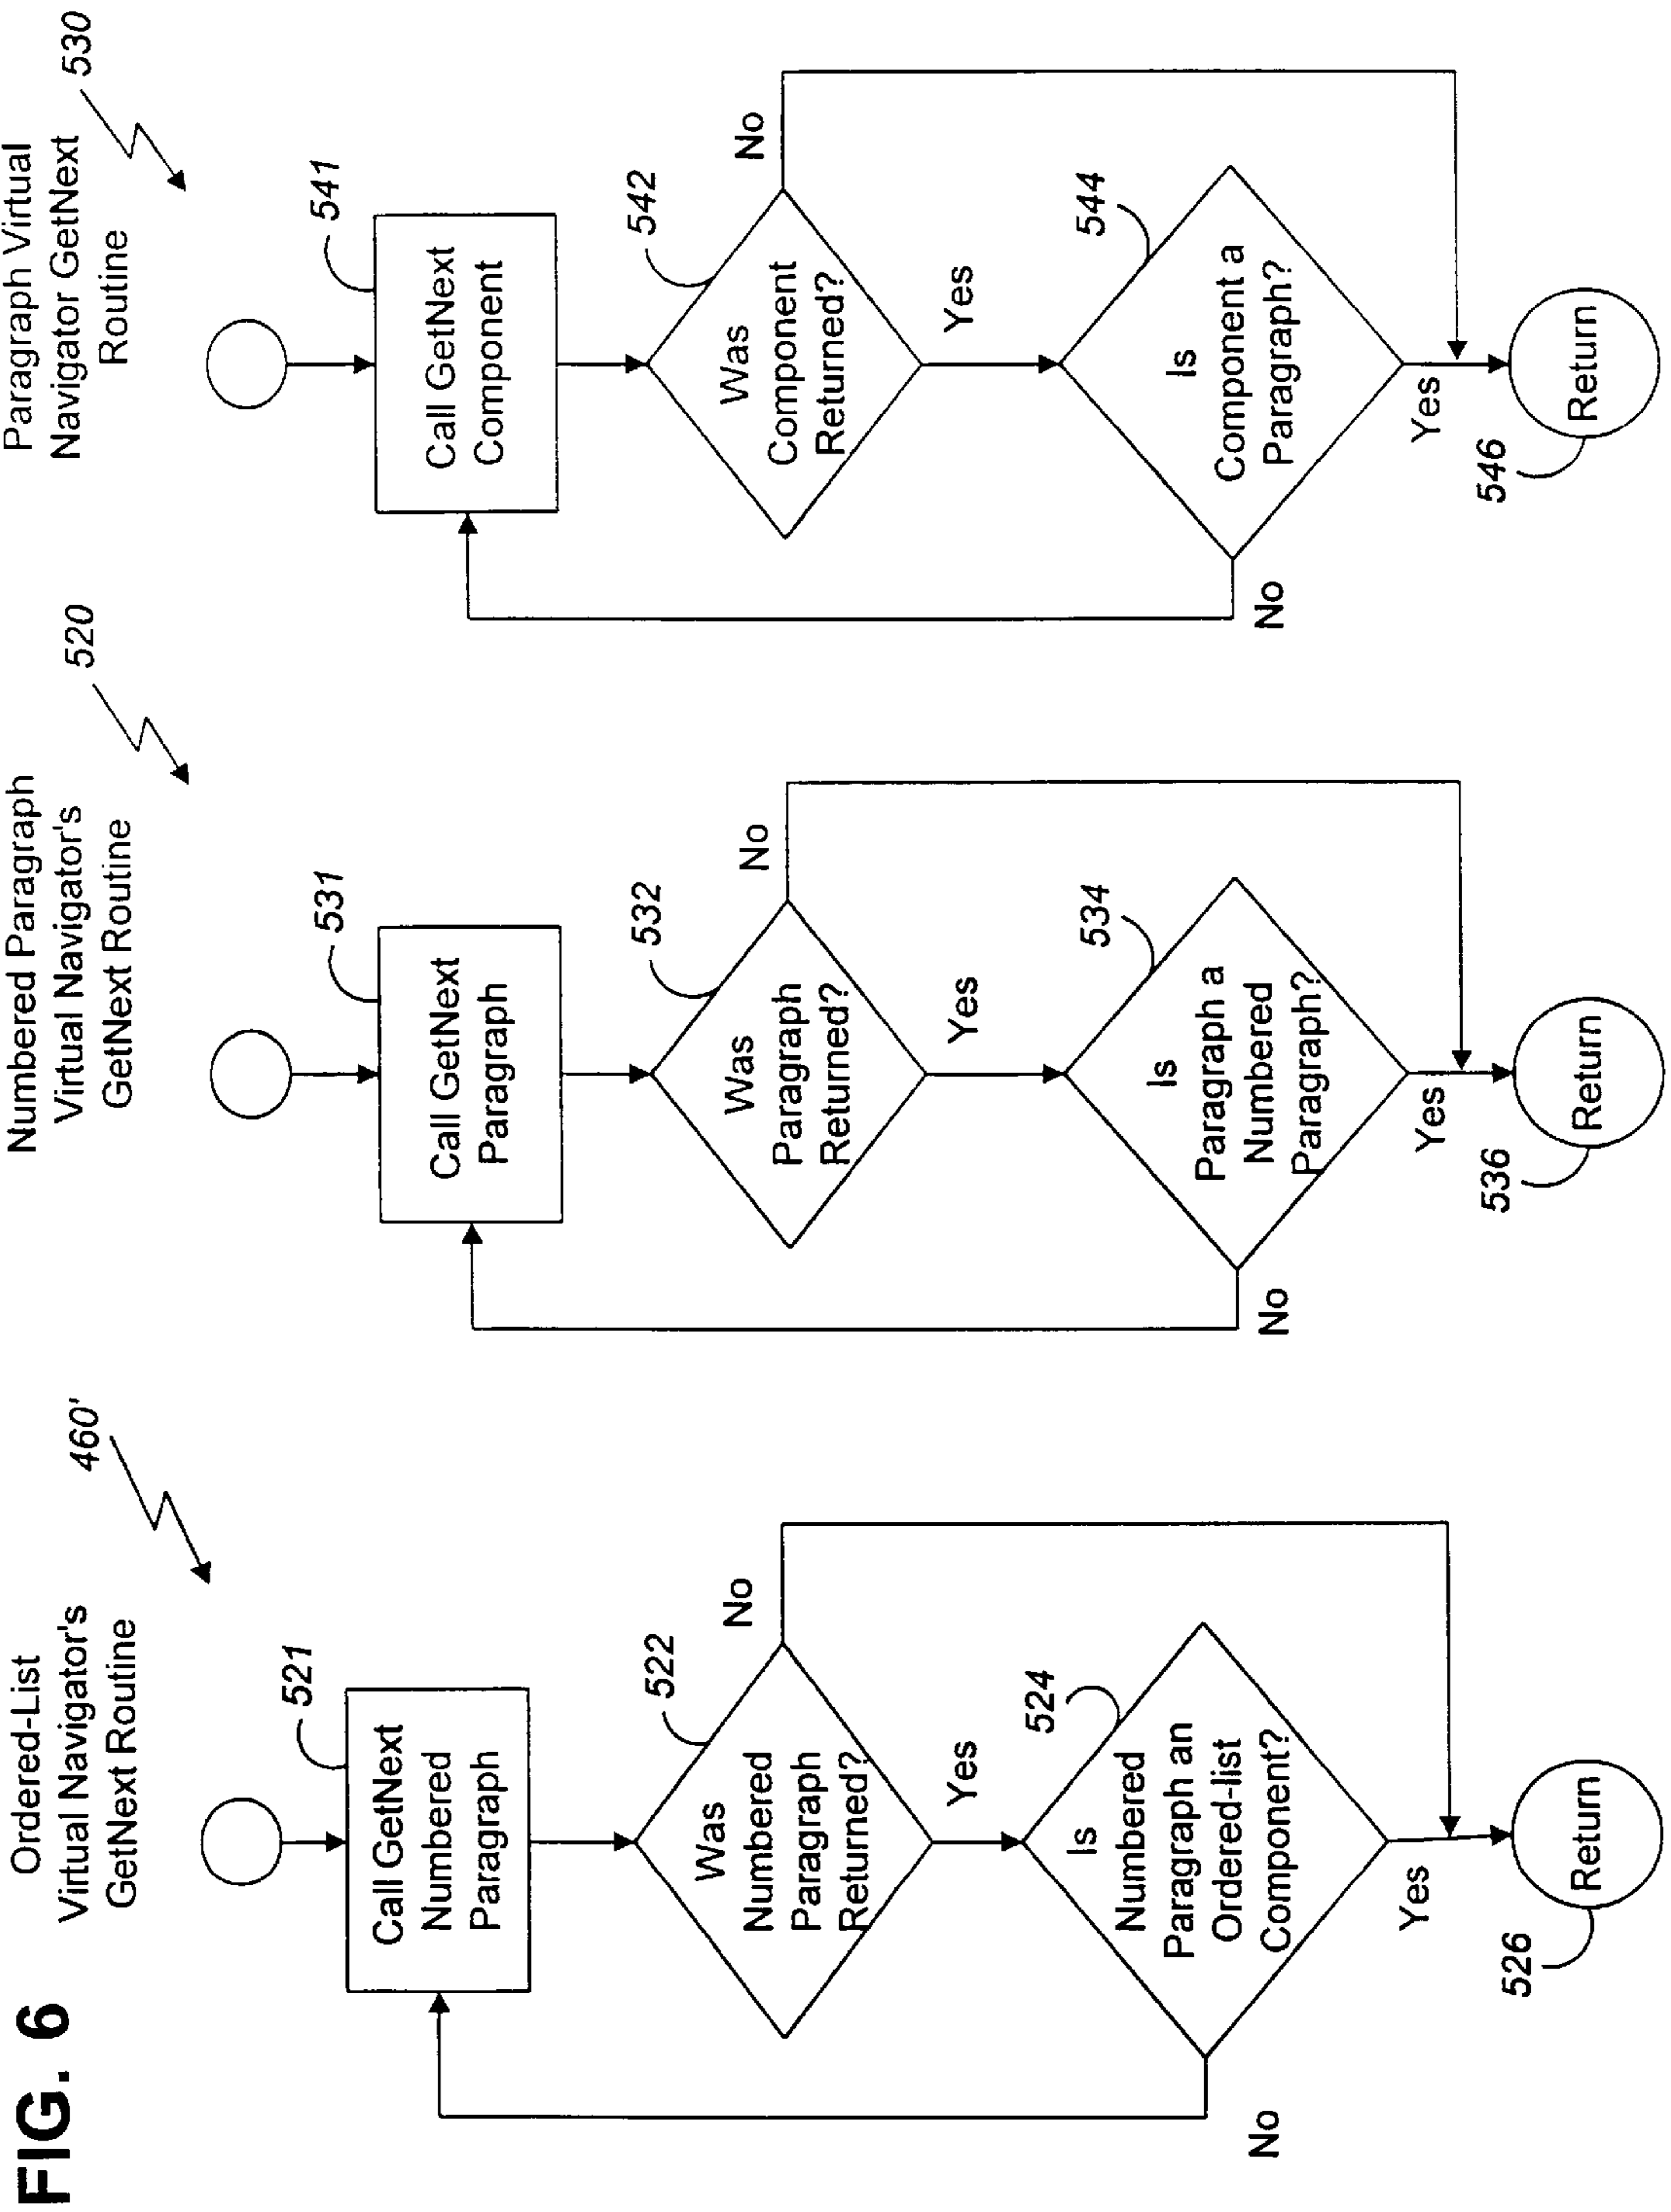 FIG. 6
Ordered-List
Virtual Navigator's
GetNext Routine
460'
521
Call GetNext
Numbered
Paragraph
522
Was
Numbered
Paragraph
Returned?
No
Yes
524
Is
Numbered
Paragraph an
Ordered-list
Component?
No
Yes
526
Return
Numbered Paragraph
Virtual Navigator's
GetNext Routine
520
531
Call GetNext
Paragraph
532
Was
Paragraph
Returned?
No
Yes
534
Is
Paragraph a
Numbered
Paragraph?
No
Yes
536
Return
Paragraph Virtual
Navigator GetNext
Routine
530
541
Call GetNext
Component
542
Was
Component
Returned?
No
Yes
544
Is
Component a
Paragraph?
No
Yes
546
Return